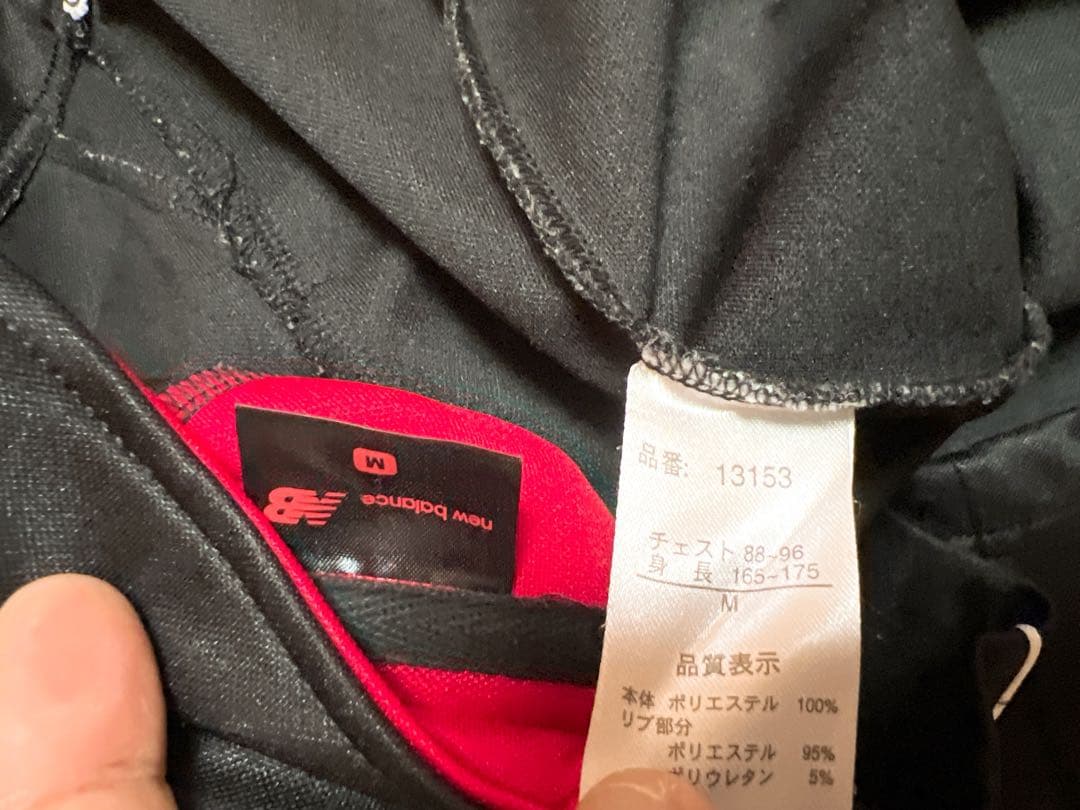 new balance
M
品番: 13153
チェスト 88~96
身 長 165~175
M
品質表示
本体 ポリエステル 100%
リブ部分
ポリエステル 95%
ポリウレタン 5%